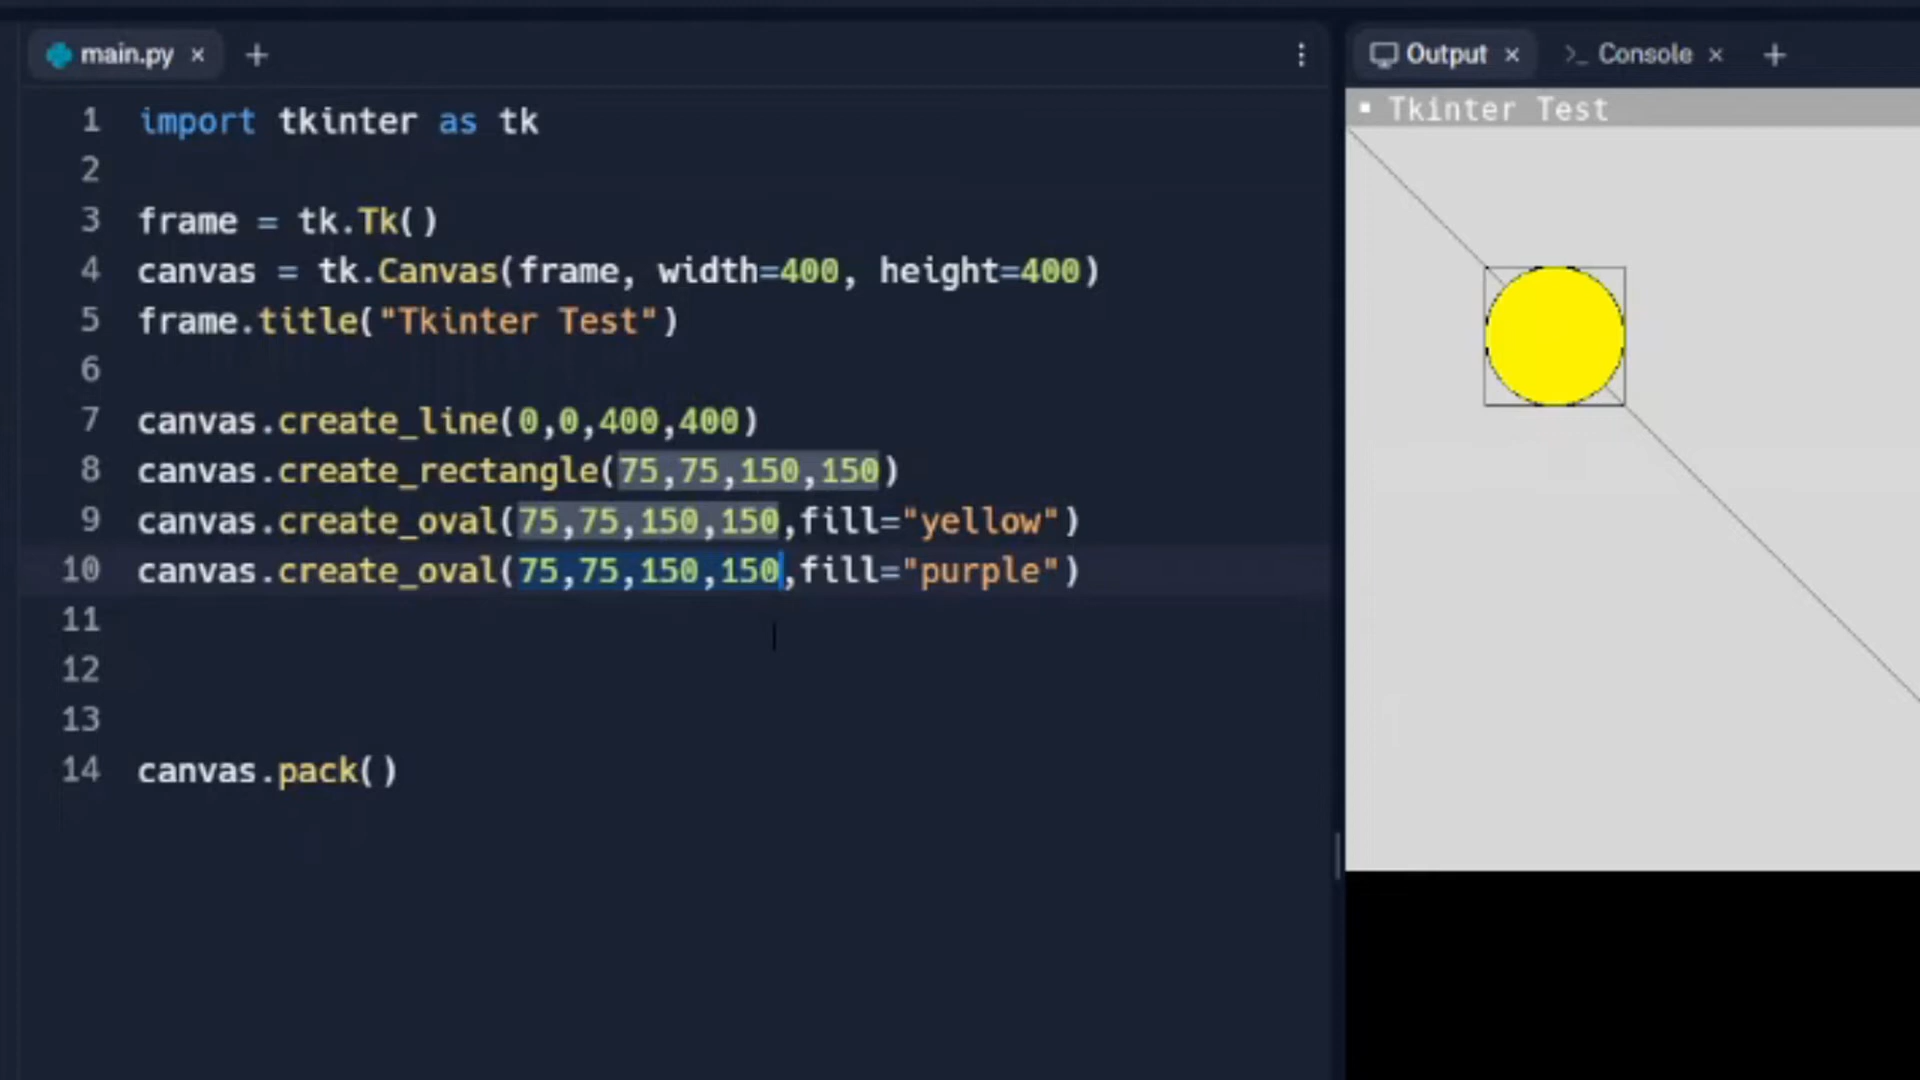 main.py × +
Output × >_ Console × +
Tkinter Test
1 import tkinter as tk
2
3 frame = tk.Tk()
4 canvas = tk.Canvas(frame, width=400, height=400)
5 frame.title("Tkinter Test")
6
7 canvas.create_line(0,0,400,400)
8 canvas.create_rectangle(75,75,150,150)
9 canvas.create_oval(75,75,150,150,fill="yellow")
10 canvas.create_oval(75,75,150,150,fill="purple")
11
12
13
14 canvas.pack()